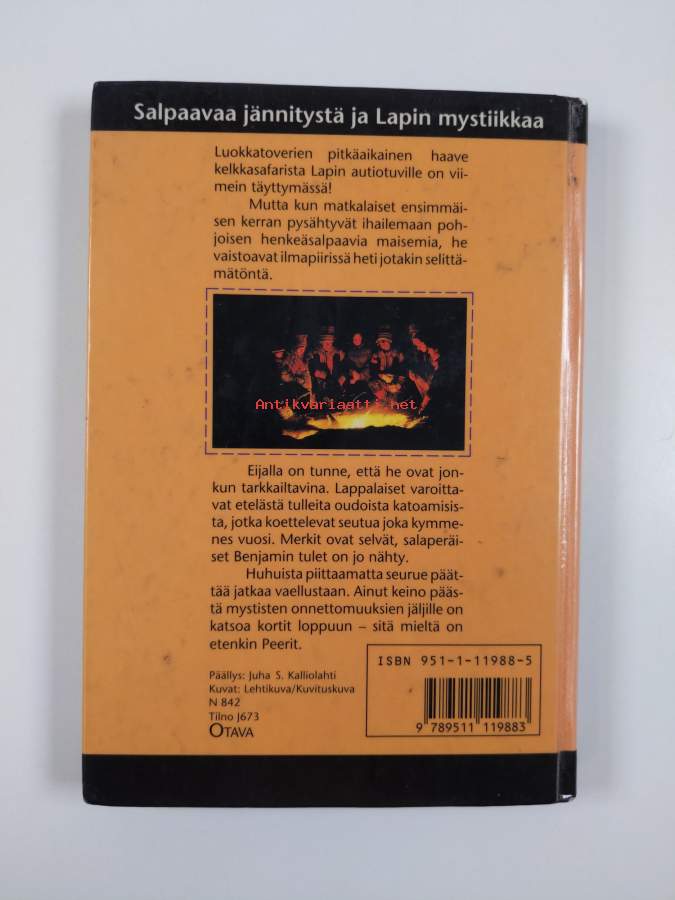 Salpaavaa jännitystä ja Lapin mystiikkaa
Luokkatoverien pitkäaikainen haave
kelkkasafarista Lapin autiotuville on vii-
mein täyttymässä!
Mutta kun matkalaiset ensimmäi-
sen kerran pysähtyvät ihailemaan poh-
joisen henkeäsalpaavia maisemia, he
vaistoavat ilmapiirissä heti jotakin selittä-
mätöntä.
Antikvariaatti.net
Eijalla on tunne, että he ovat jon-
kun tarkkailtavina. Lappalaiset varoitta-
vat etelästä tulleita oudoista katoamisis-
ta, jotka koettelevat seutua joka kymme-
nes vuosi. Merkit ovat selvät, salaperäi-
set Benjamin tulet on jo nähty.
Huhuista piittaamatta seurue päät-
tää jatkaa vaellustaan. Ainut keino pääs-
tä mystisten onnettomuuksien jäljille on
katsoa kortit loppuun – sitä mieltä on
etenkin Peerit.
Päällys: Juha S. Kalliolahti
Kuvat: Lehtikuva/Kuvituskuva
N 842
Tilno J673
OTAVA
ISBN 951-1-11988-5
9 789511 119883